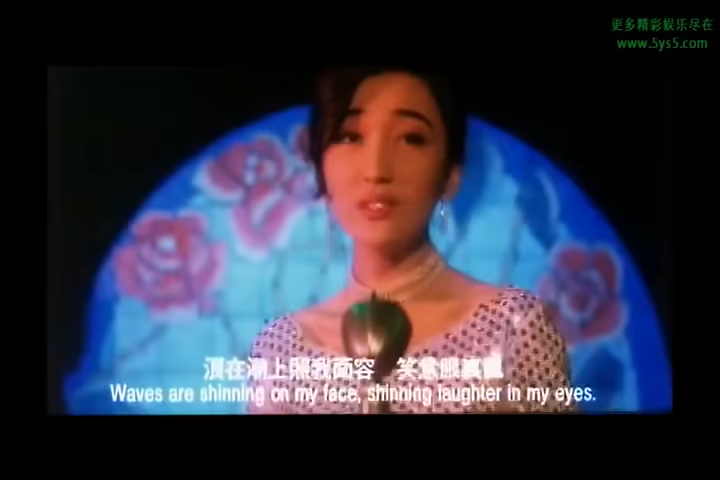 更多精彩娱乐尽在
www.5ys5.com
浪在湖上照我面容 笑意眼裏
Waves are shinning on my face, shinning laughter in my eyes.